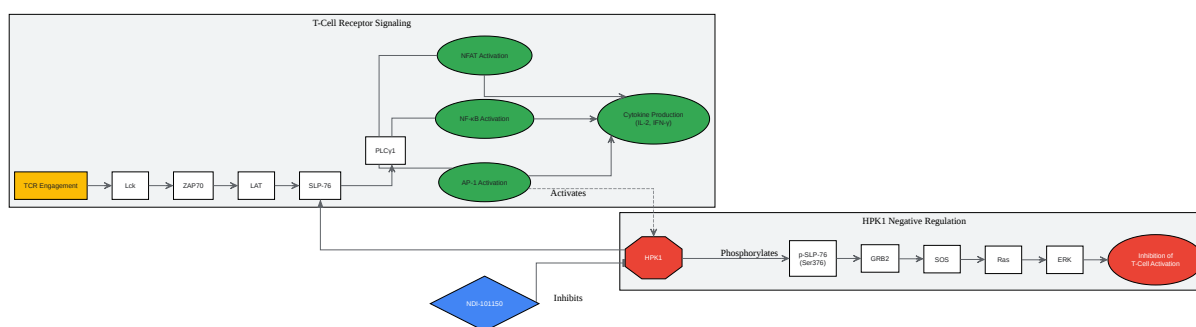 T-Cell Receptor Signaling
NFAT Activation
NF-κB Activation
Cytokine Production
(IL-2, IFN-γ)
PLCγ1
TCR Engagement
Lck
ZAP70
LAT
SLP-76
AP-1 Activation
Activates
HPK1 Negative Regulation
HPK1
Phosphorylates
p-SLP-76
(Ser376)
GRB2
SOS
Ras
ERK
Inhibition of
T-Cell Activation
NDI-101150
Inhibits